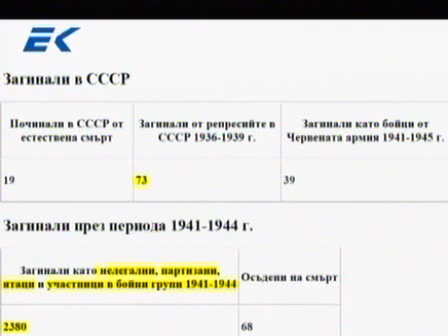 ЕК
Загинали в СССР
Починали в СССР от
естествена смърт
Загинали от репресийте в
СССР 1936-1939 г.
Загинали като бойци от
Червената армия 1941-1945 г.
19
73
39
Загинали през периода 1941-1944 г.
Загинали като нелегални, партизани,
ятаци и участници в бойни групи 1941-1944
Осъдени на смърт
2380
68